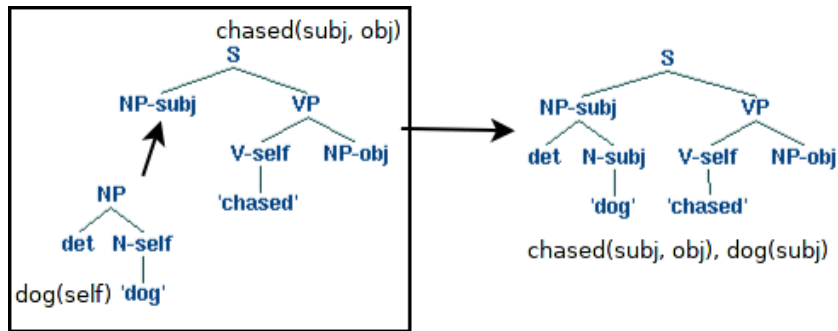 chased(subj, obj)
S
NP-subj VP
V-self NP-obj
'chased'
NP
det N-self
dog(self) 'dog'
S
NP-subj VP
det N-subj V-self NP-obj
'dog' 'chased'
chased(subj, obj), dog(subj)